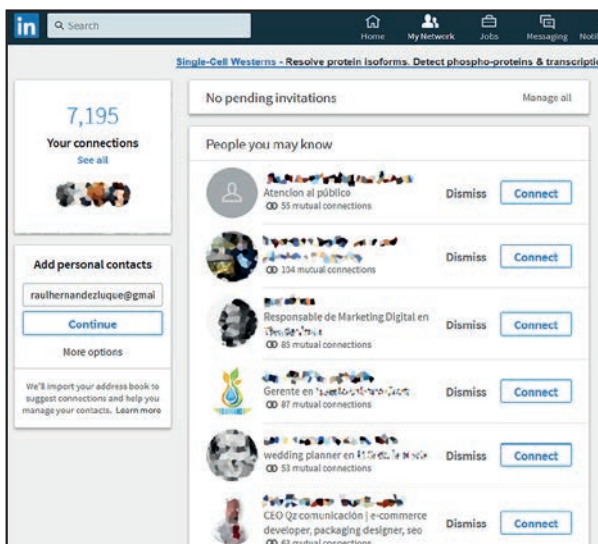 in
Search
Home
My Network
Jobs
Messaging
Single-Cell Westerns - Resolve protein isoforms. Detect phospho-proteins &
7,195
Your connections
See all
No pending invitations
Manage all
People you may know
Atencion al público
55 mutual connections
Dismiss
Connect
104 mutual connections
Dismiss
Connect
Add personal contacts
raulhernandezluque@gmai
Continue
More options
We'll import your address book to
suggest connections and help you
manage your contacts. Learn more
Responsable de Marketing Digital en
85 mutual connections
Dismiss
Connect
Gerente en
87 mutual connections
Dismiss
Connect
wedding planner en
53 mutual connections
Dismiss
Connect
CEO Qz comunicación | e-commerce
developer, packaging designer, seo
63 mutual connections
Dismiss
Connect